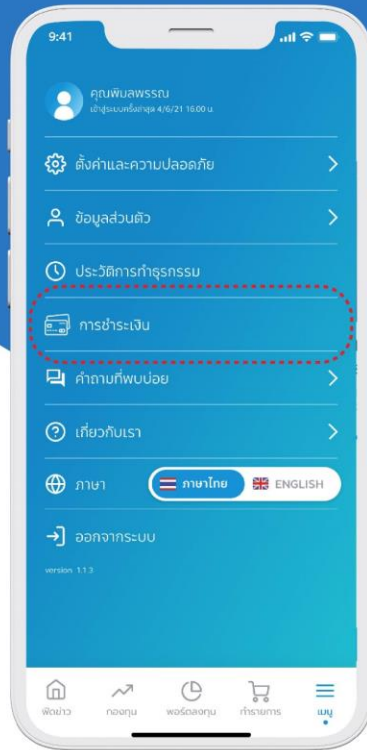 9:41
คุณพิมลพรรณ
เข้าสู่ระบบครั้งล่าสุด 4/6/21 16.00 น.
ตั้งค่าและความปลอดภัย
ข้อมูลส่วนตัว
ประวัติการทำธุรกรรม
การชำระเงิน
คำถามที่พบบ่อย
เกี่ยวกับเรา
ภาษา ภาษาไทย ENGLISH
ออกจากระบบ
version 1.1.3
ฟีดข่าว กองทุน พอร์ตลงทุน ทำรายการ เมนู